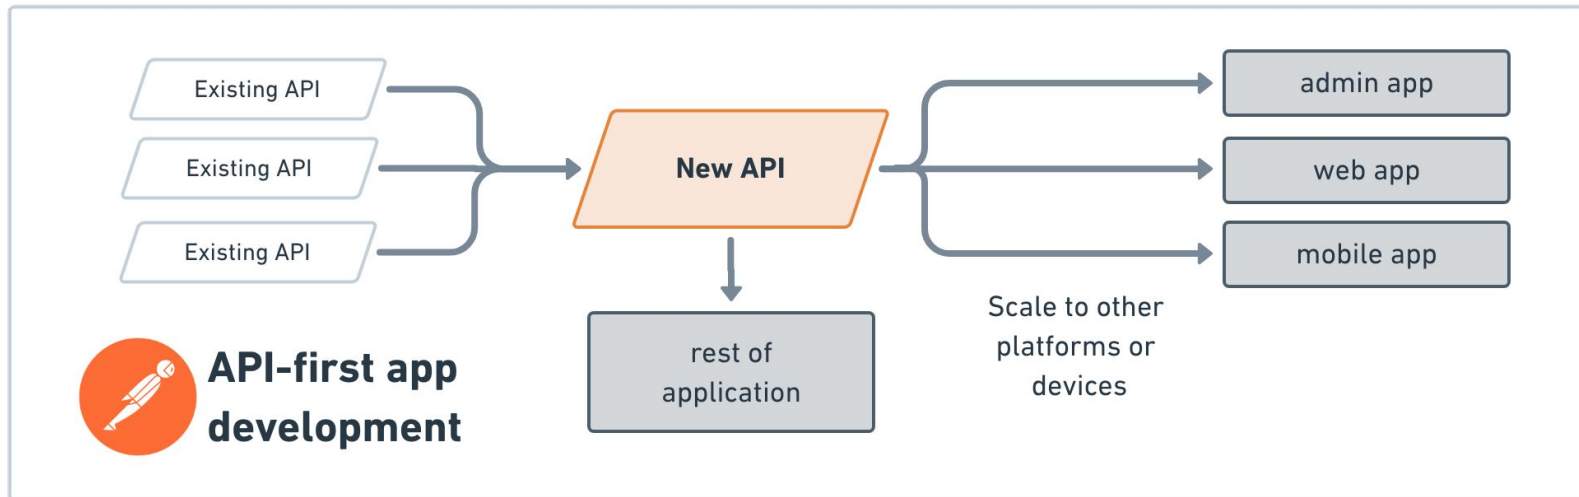 Existing API
Existing API
Existing API
New API
rest of
application
admin app
web app
mobile app
Scale to other
platforms or
devices
API-first app
development